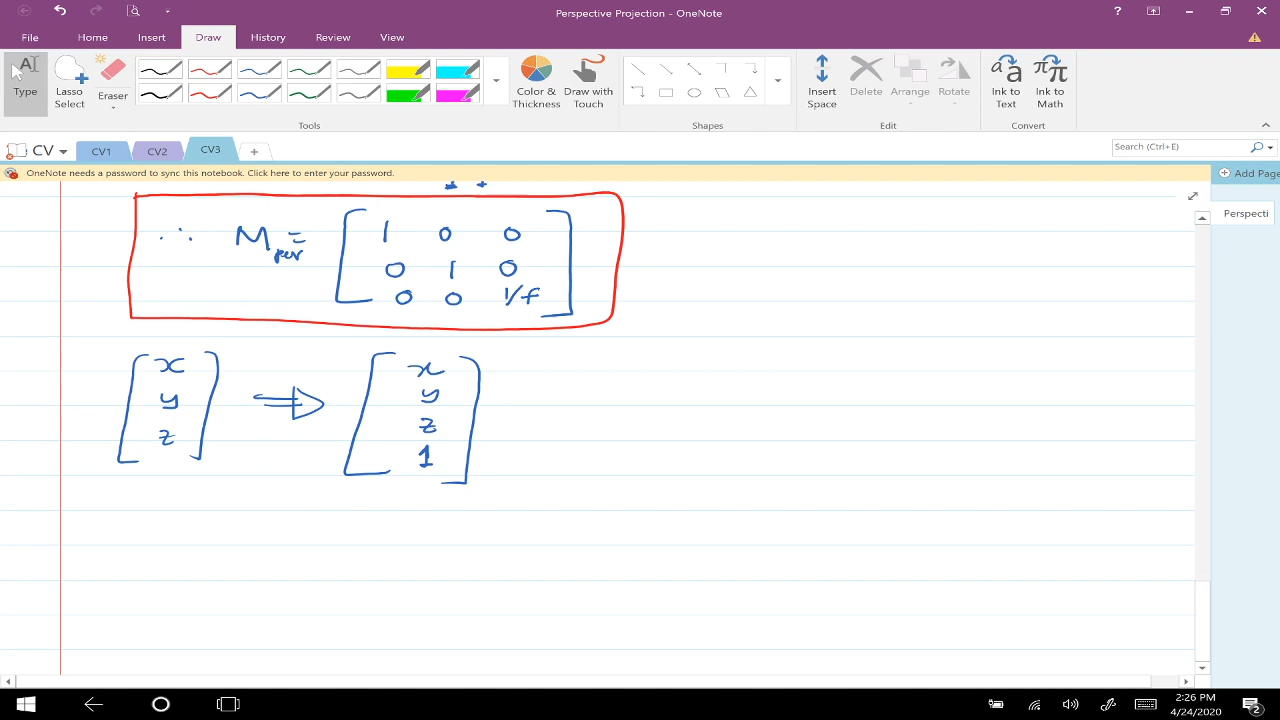 Perspective Projection - OneNote
?
File Home Insert Draw History Review View
Type
Lasso Select
Eraser
Color & Thickness
Draw with Touch
Insert Space
Delete
Arrange
Rotate
Ink to Text
Ink to Math
Tools
Shapes
Edit
Convert
CV CV1 CV2 CV3 +
Search (Ctrl+E)
OneNote needs a password to sync this notebook. Click here to enter your password.
Add Page
Perspecti
∴ M per = [ 1 0 0
0 1 0
0 0 1/f ]
[ x
y
z ] ⇒ [ x
y
z
1 ]
2:26 PM
4/24/2020
2